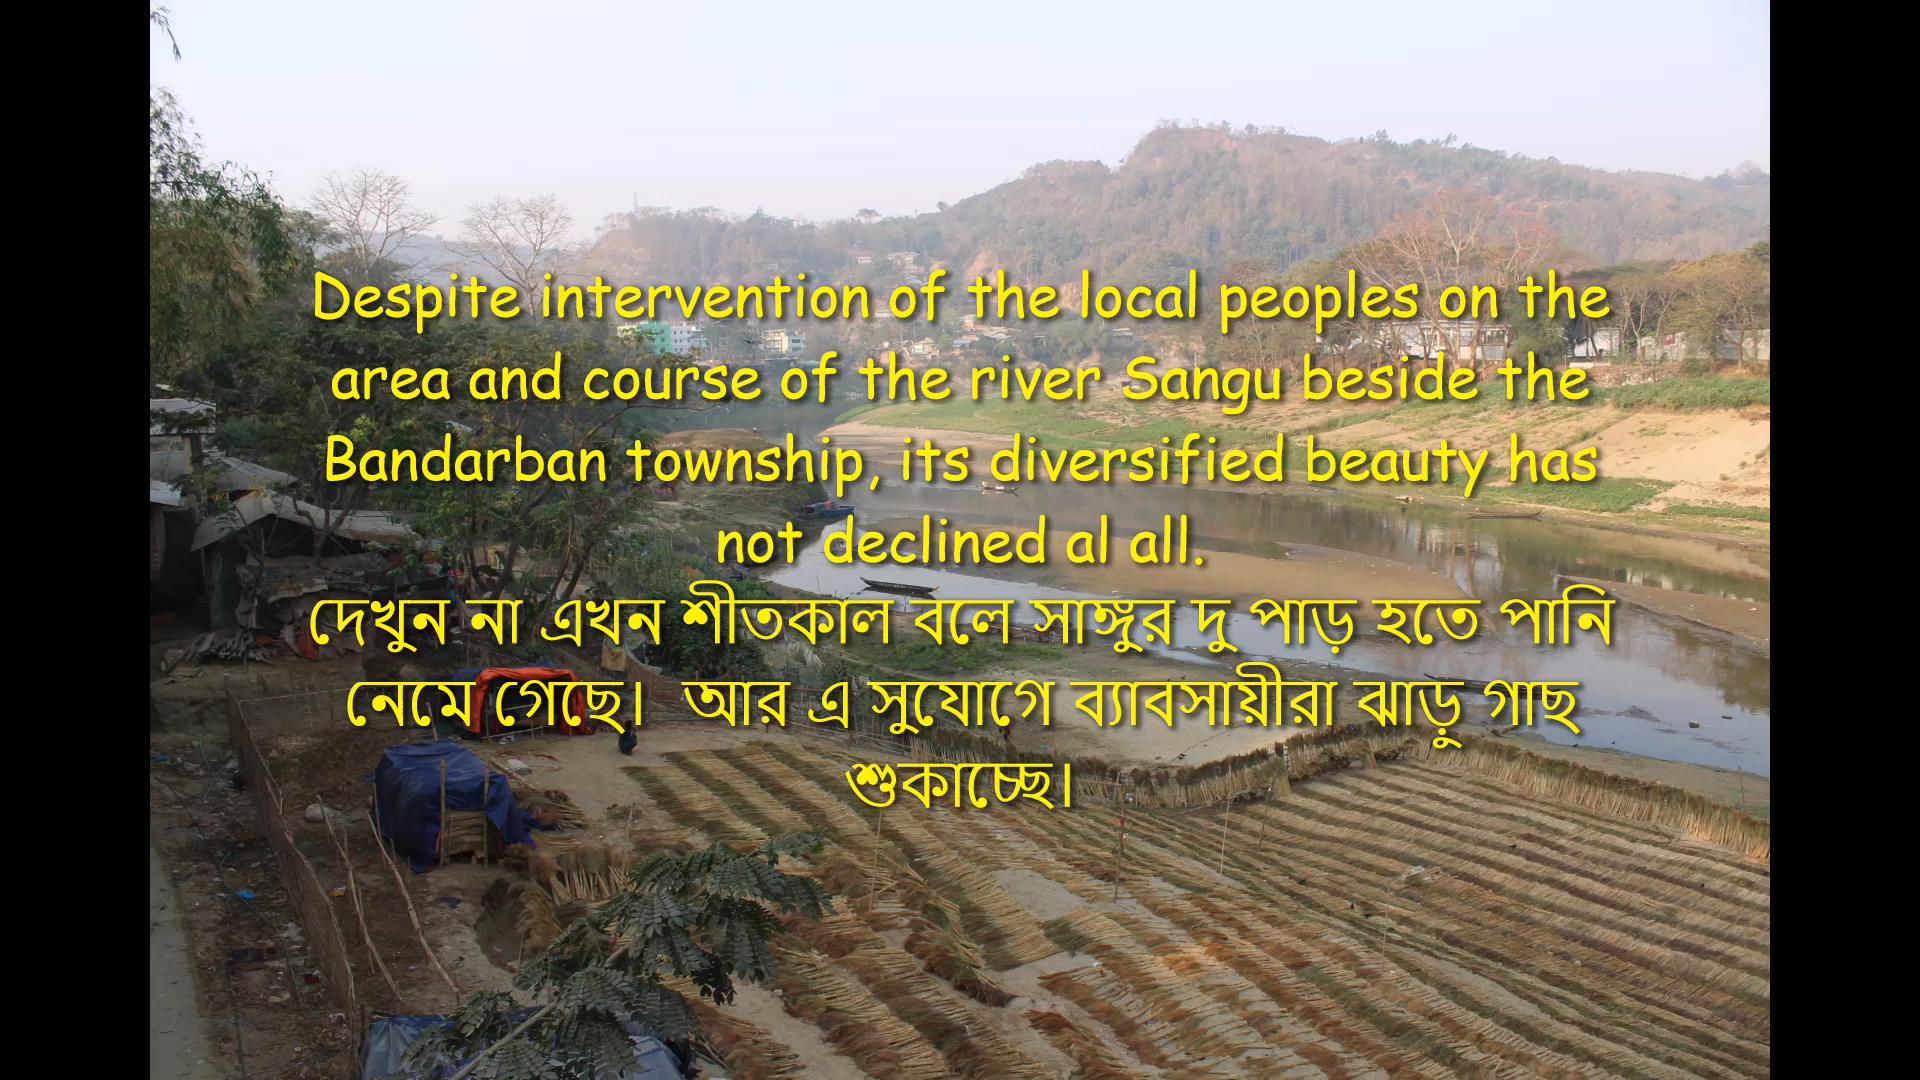 Despite intervention of the local peoples on the
area and course of the river Sangu beside the
Bandarban township, its diversified beauty has
not declined al all.
দেখুন না এখন শীতকাল বলে সাঙ্গুর দু পাড় হতে পানি
নেমে গেছে।  আর এ সুযোগে ব্যাবসায়ীরা ঝাড়ু গাছ
শুকাচ্ছে।